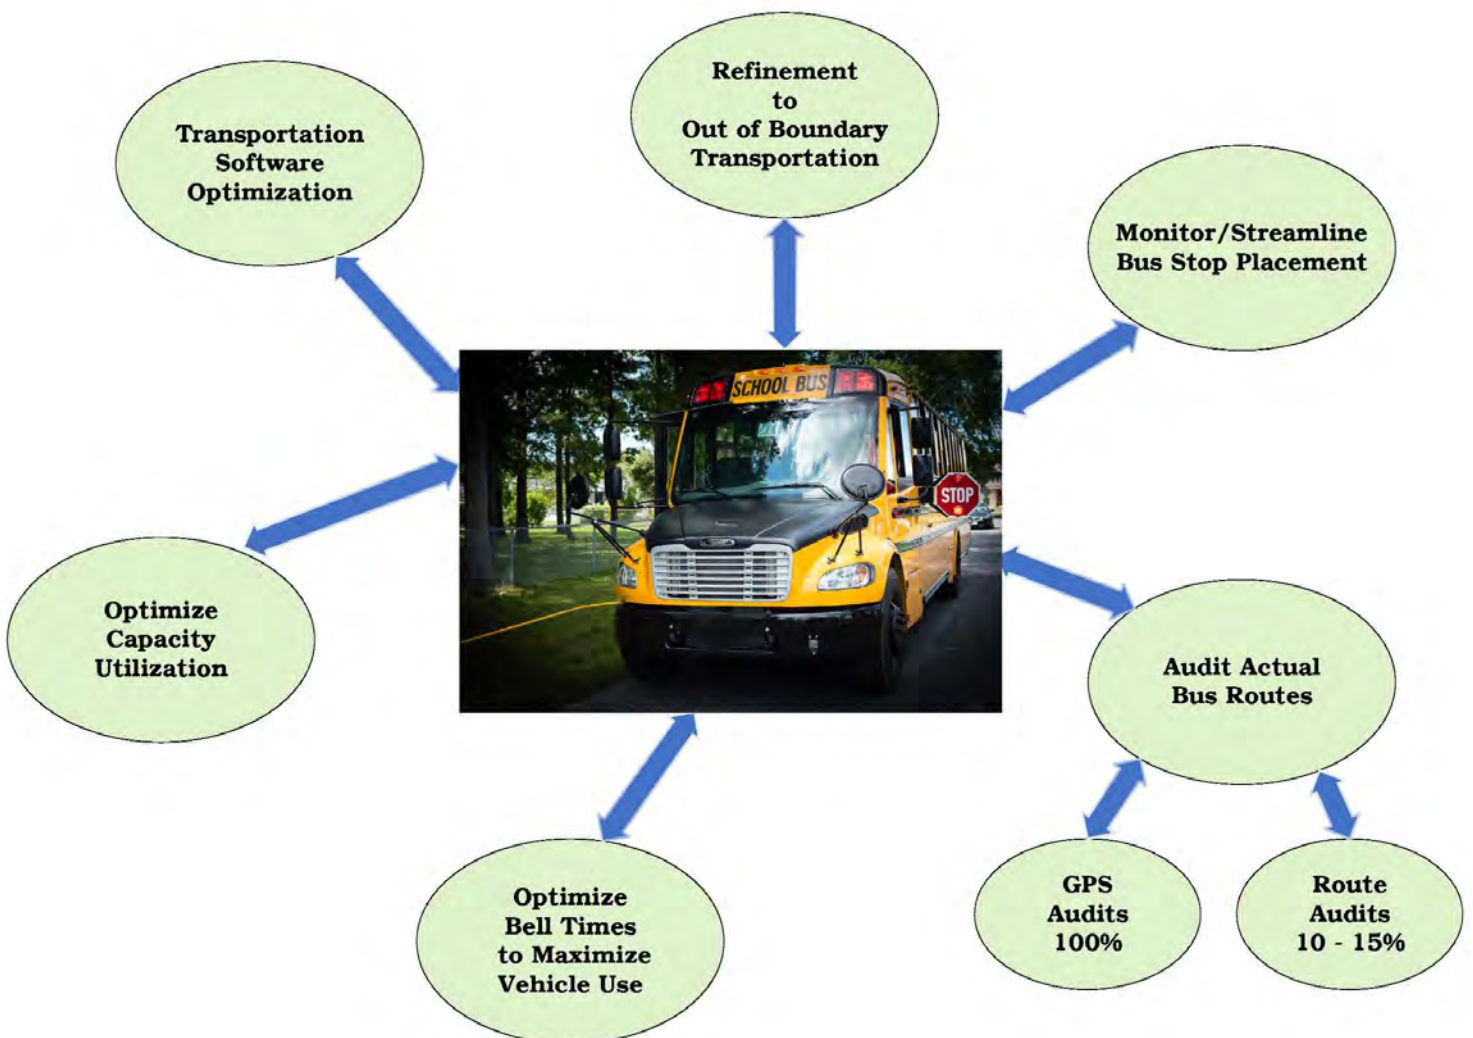 Refinement
to
Out of Boundary
Transportation
Transportation
Software
Optimization
Monitor/Streamline
Bus Stop Placement
SCHOOL BUS
STOP
Optimize
Capacity
Utilization
Audit Actual
Bus Routes
GPS
Audits
100%
Route
Audits
10 - 15%
Optimize
Bell Times
to Maximize
Vehicle Use